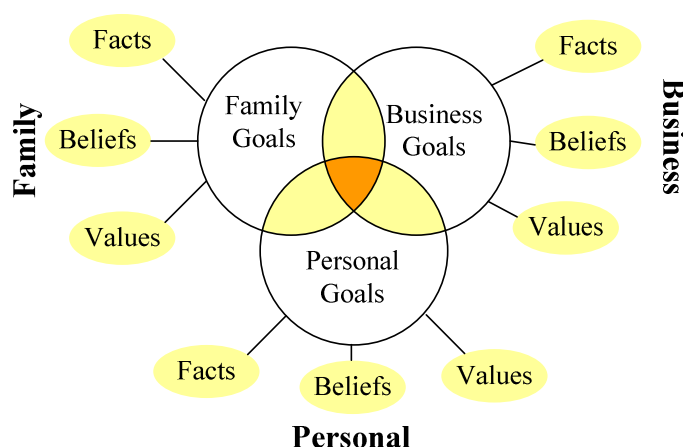 Facts
Facts
Family
Goals
Business
Goals
Beliefs
Beliefs
Family
Business
Values
Values
Personal
Goals
Facts
Beliefs
Values
Personal